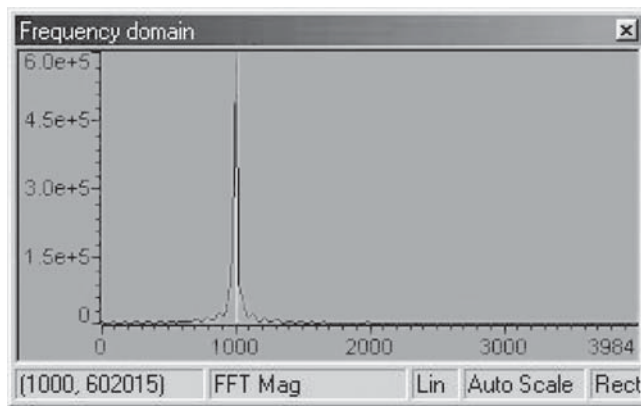 Frequency domain
6.0e+5
4.5e+5
3.0e+5
1.5e+5
0
0 1000 2000 3000 3984
(1000, 602015) FFT Mag Lin Auto Scale Rect